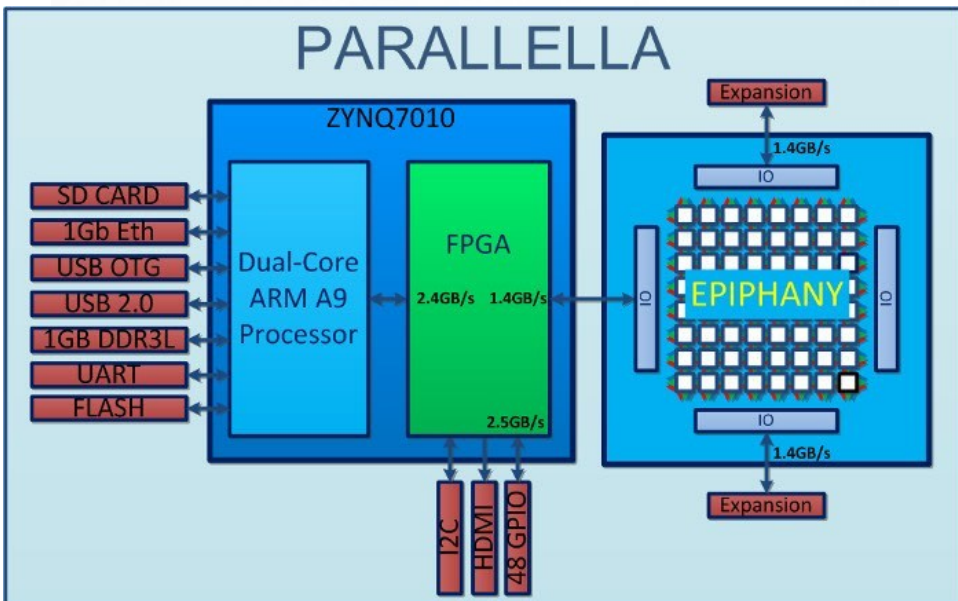 PARALLELLA
ZYNQ7010
SD CARD
1Gb Eth
USB OTG
USB 2.0
1GB DDR3L
UART
FLASH
Dual-Core
ARM A9
Processor
FPGA
2.4GB/s
1.4GB/s
2.5GB/s
I2C
HDMI
48 GPIO
Expansion
1.4GB/s
IO
IO
EPIPHANY
IO
IO
1.4GB/s
Expansion